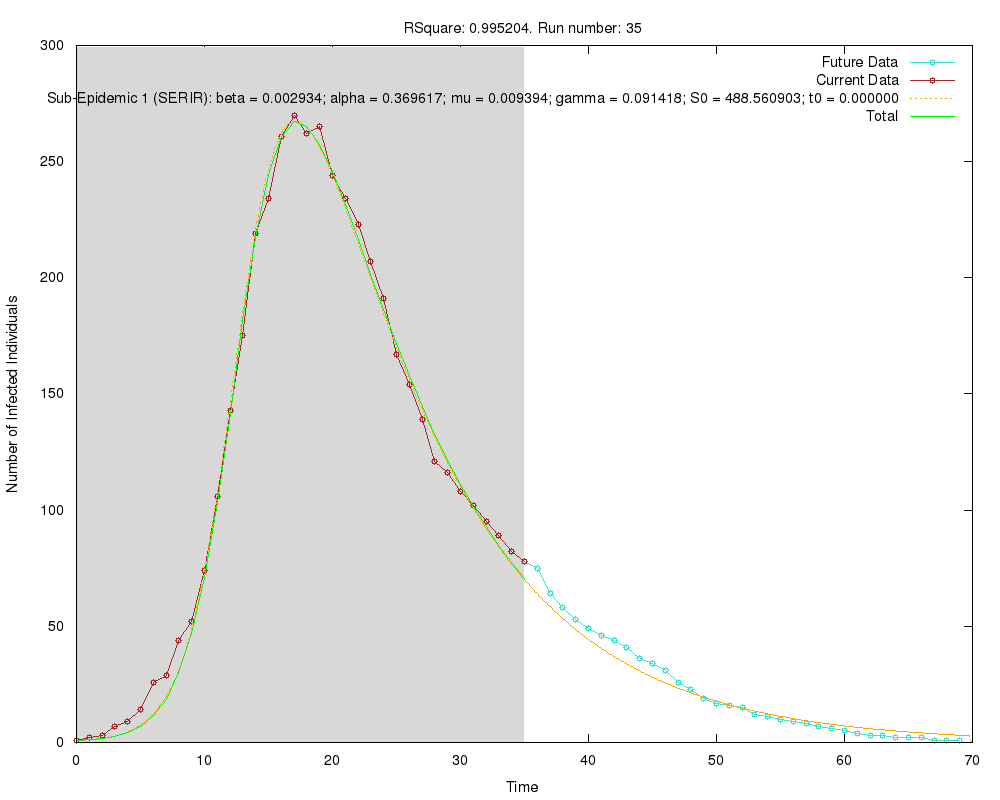 RSquare: 0.995204. Run number: 35
300
250
200
150
100
50
0
Number of Infected Individuals
Future Data
Current Data
Sub-Epidemic 1 (SERIR): beta = 0.002934; alpha = 0.369617; mu = 0.009394; gamma = 0.091418; S0 = 488.560903; t0 = 0.000000
Total
0 10 20 30 40 50 60 70
Time